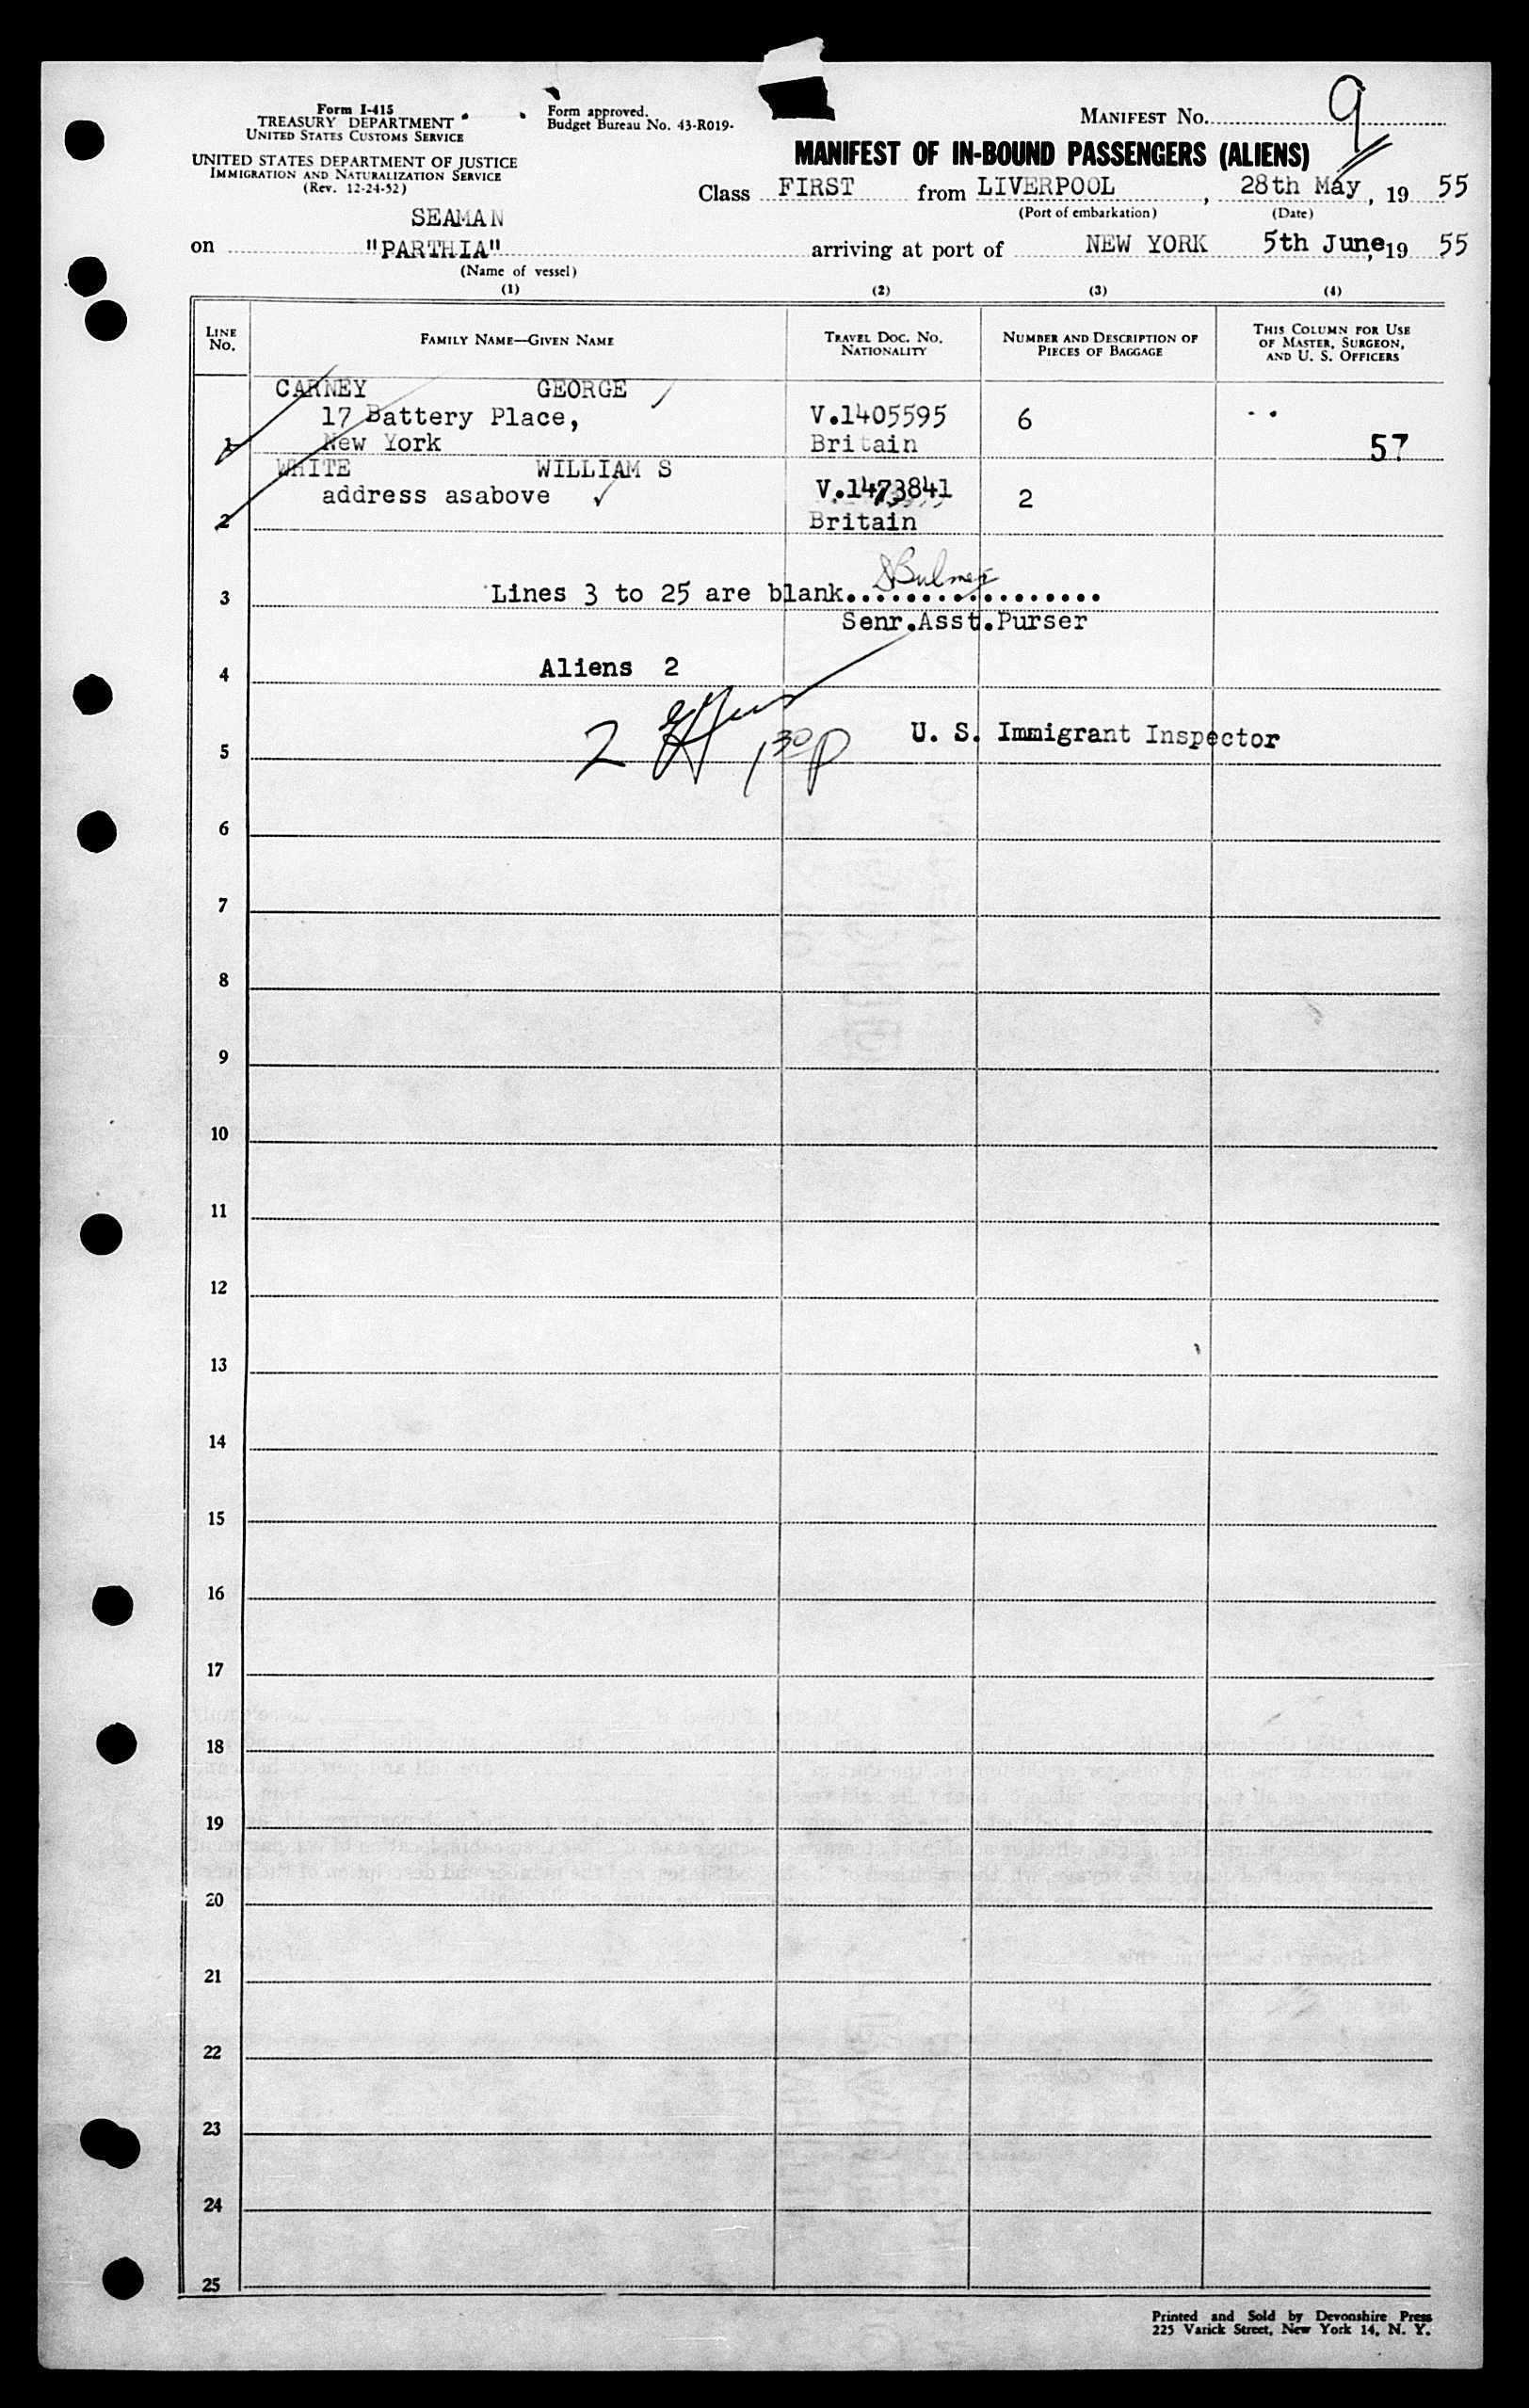 Form I-415
TREASURY DEPARTMENT
UNITED STATES CUSTOMS SERVICE
UNITED STATES DEPARTMENT OF JUSTICE
IMMIGRATION AND NATURALIZATION SERVICE
(Rev. 12-24-52)
Form approved.
Budget Bureau No. 43-R019-
MANIFEST No. 9
MANIFEST OF IN-BOUND PASSENGERS (ALIENS)
Class FIRST from LIVERPOOL, 28th May, 19 55
(Port of embarkation) (Date)
SEAMAN
on "PARTHIA" arriving at port of NEW YORK 5th June, 19 55
(Name of vessel)
(1) (2) (3) (4)
LINE No. FAMILY NAME—GIVEN NAME TRAVEL DOC. NO. NATIONALITY NUMBER AND DESCRIPTION OF PIECES OF BAGGAGE THIS COLUMN FOR USE OF MASTER, SURGEON, AND U. S. OFFICERS
CARNEY GEORGE
17 Battery Place, V.1405595 6
1 New York Britain 57
WHITE WILLIAM S
address asabove V.1473841 2
2 Britain
3 Lines 3 to 25 are blank..................
Senr.Asst.Purser
4 Aliens 2
2 1 30 p
5 U. S. Immigrant Inspector
6
7
8
9
10
11
12
13
14
15
16
17
18
19
20
21
22
23
24
25
Printed and Sold by Devonshire Press
225 Varick Street, New York 14, N. Y.